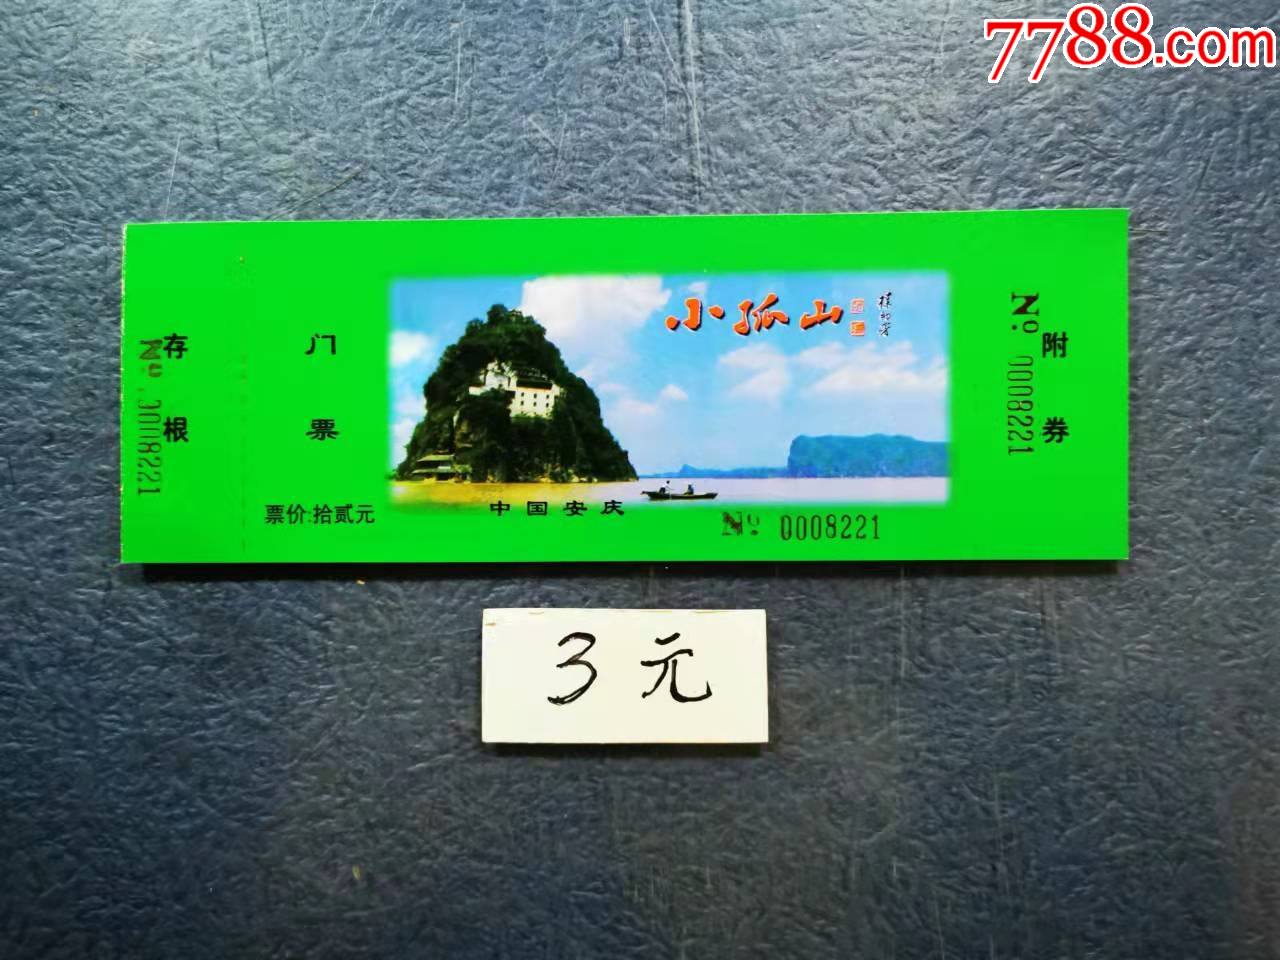 7788.com
小孤山
存根
No 0008221
门票
票价:拾贰元
中国安庆
No 0008221
附券
No 0008221
3元